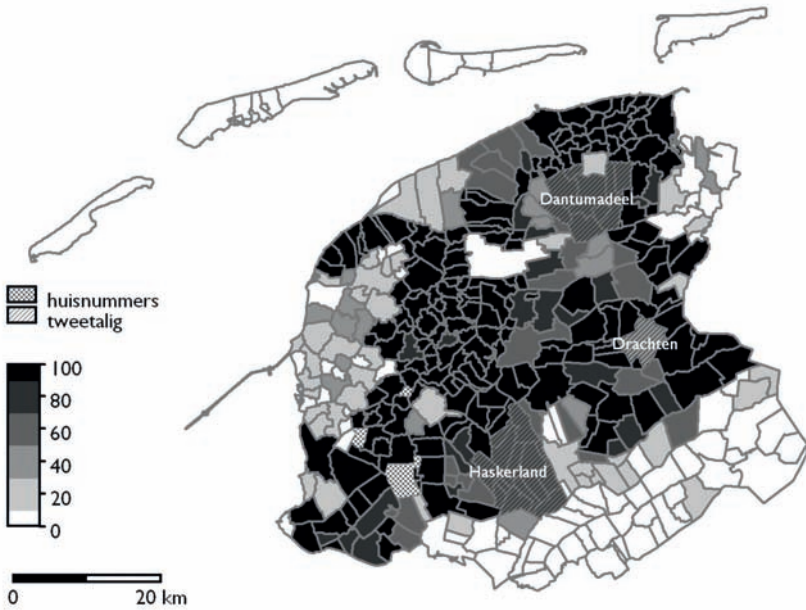 Dantumadeel
huisnummers
tweetalig
Drachten
100
80
60
40
20
0
Haskerland
0 20 km